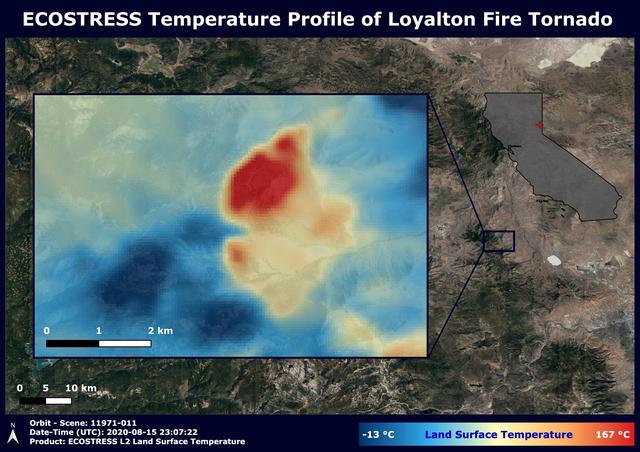 ECOSTRESS Temperature Profile of Loyalton Fire Tornado
0 1 2 km
0 5 10 km
N
Orbit - Scene: 11971-011
Date-Time (UTC): 2020-08-15 23:07:22
Product: ECOSTRESS L2 Land Surface Temperature
-13 °C Land Surface Temperature 167 °C